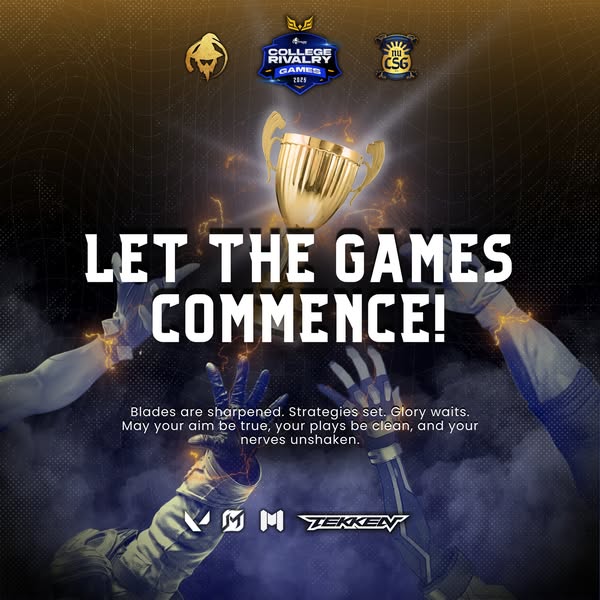 COLLEGE
RIVALRY
GAMES
2025
nu
CSG
LET THE GAMES
COMMENCE!
Blades are sharpened. Strategies set. Glory waits.
May your aim be true, your plays be clean, and your
nerves unshaken.
TEKKEN